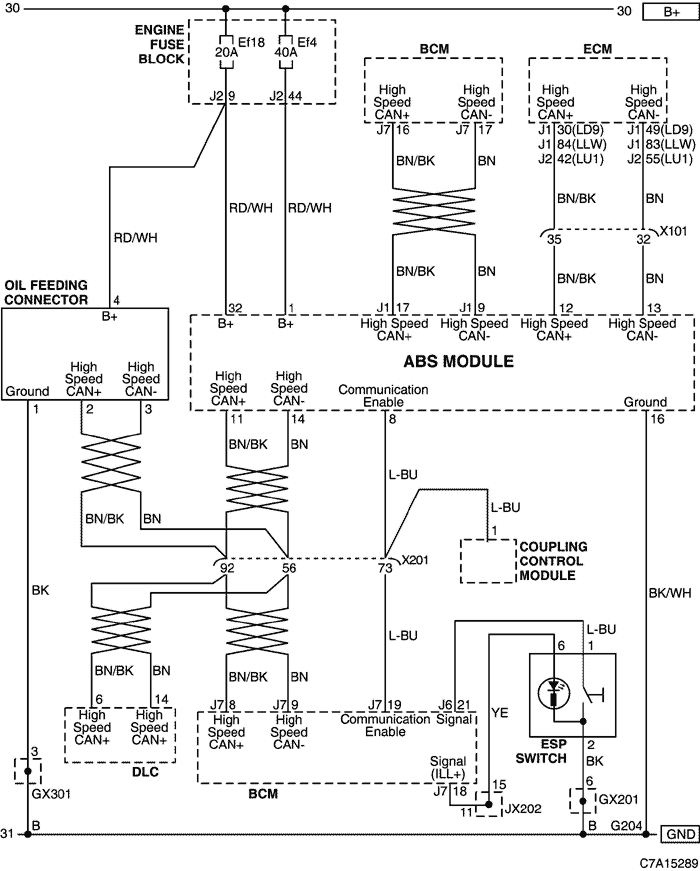 30
30
B+
ENGINE
FUSE
BLOCK
Ef18
20A
Ef4
40A
J2 9
J2 44
BCM
High
Speed
CAN+
High
Speed
CAN-
J7 16
J7 17
ECM
High
Speed
CAN+
High
Speed
CAN-
J1 30(LD9)
J1 84(LLW)
J2 42(LU1)
J1 49(LD9)
J1 83(LLW)
J2 55(LU1)
BN/BK
BN
BN/BK
BN
RD/WH
RD/WH
RD/WH
35
32
X101
BN/BK
BN
BN/BK
BN
OIL FEEDING
CONNECTOR
4
B+
High
Speed
CAN+
High
Speed
CAN-
Ground
1
2
3
32
1
J1 17
J1 9
12
13
B+
B+
High Speed
CAN+
High Speed
CAN-
High Speed
CAN+
High Speed
CAN-
ABS MODULE
High
Speed
CAN+
High
Speed
CAN-
Communication
Enable
Ground
11
14
8
16
BN/BK
BN
L-BU
L-BU
BN/BK
BN
1
COUPLING
CONTROL
MODULE
92
56
73
X201
BK
BK/WH
BN/BK
BN
BN/BK
BN
L-BU
L-BU
6
14
High
Speed
CAN+
High
Speed
CAN+
DLC
J7 8
J7 9
J7 19
J6 21
High
Speed
CAN+
High
Speed
CAN-
Communication
Enable
Signal
Signal
(ILL+)
J7 18
BCM
YE
15
11
JX202
6
1
ESP
SWITCH
2
BK
6
GX201
3
GX301
31
B
B
G204
GND
C7A15289